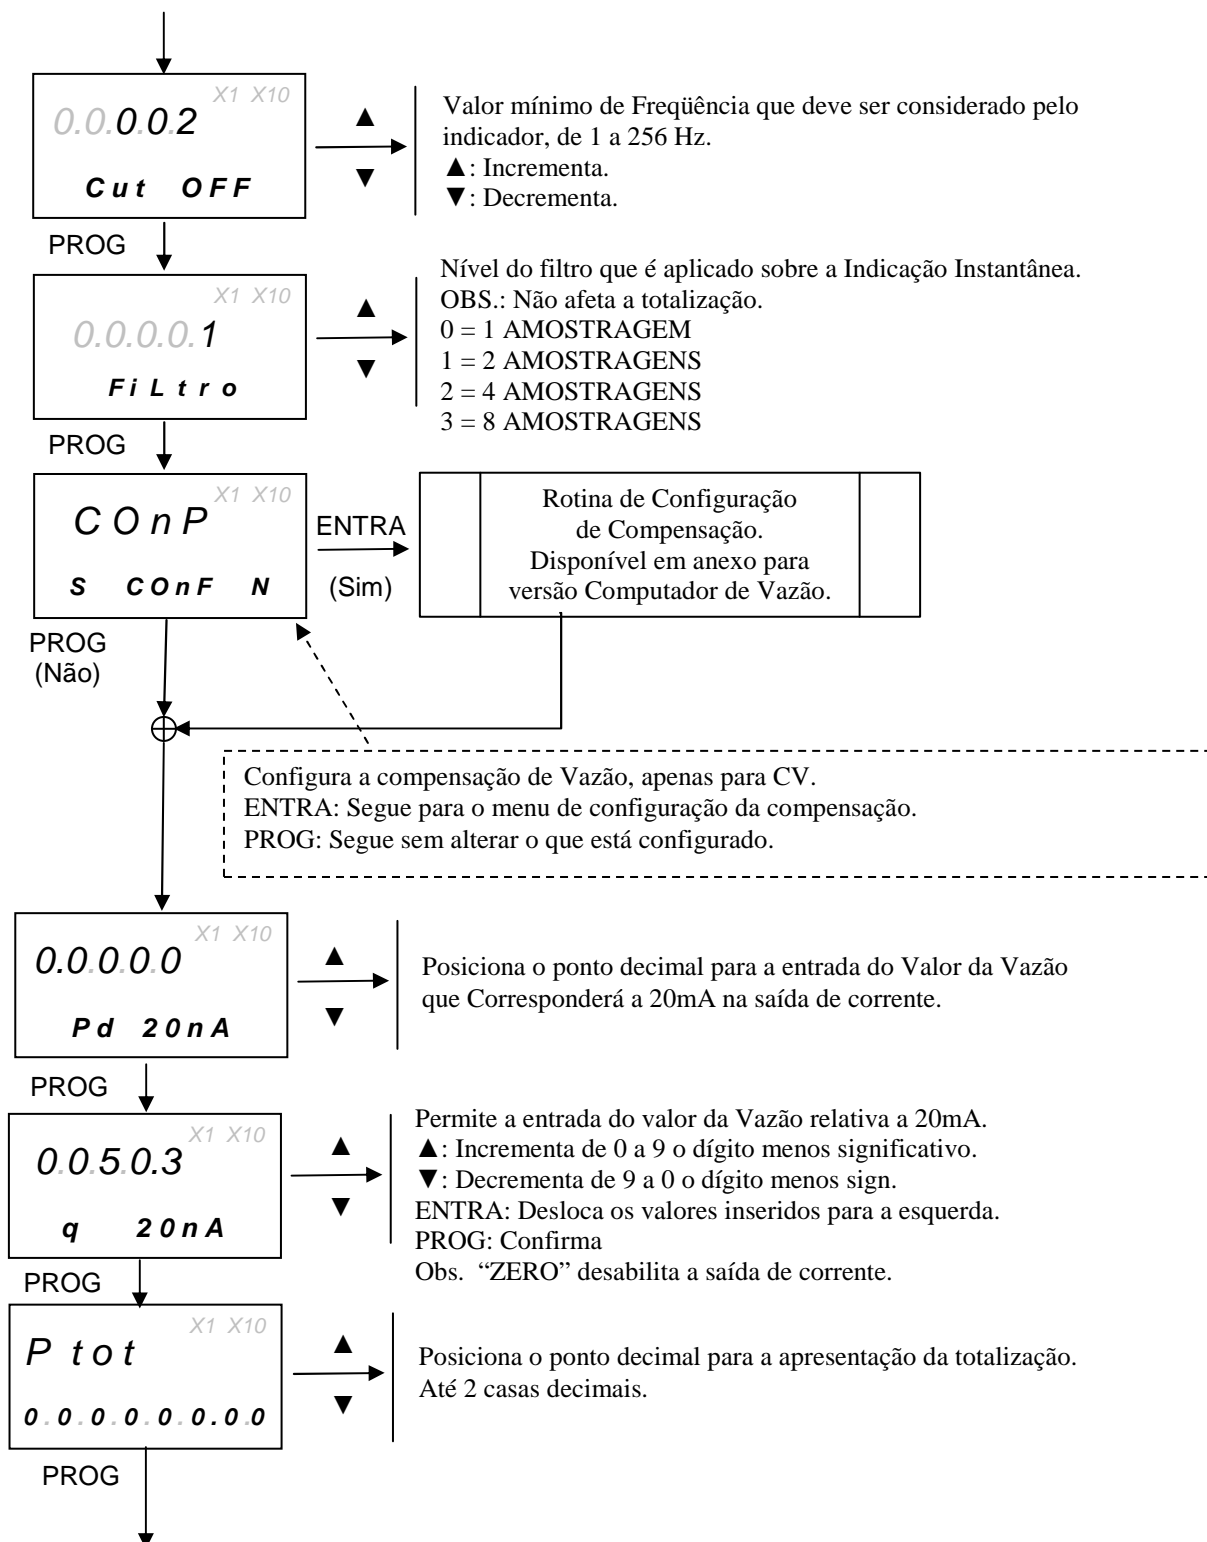 X1 X10
0.0.0.0.2
Cut OFF
▲
▼
Valor mínimo de Freqüência que deve ser considerado pelo
indicador, de 1 a 256 Hz.
▲: Incrementa.
▼: Decrementa.
PROG
X1 X10
0.0.0.0.1
FiLtro
▲
▼
Nível do filtro que é aplicado sobre a Indicação Instantânea.
OBS.: Não afeta a totalização.
0 = 1 AMOSTRAGEM
1 = 2 AMOSTRAGENS
2 = 4 AMOSTRAGENS
3 = 8 AMOSTRAGENS
PROG
X1 X10
COnP
S COnF N
ENTRA
(Sim)
Rotina de Configuração
de Compensação.
Disponível em anexo para
versão Computador de Vazão.
PROG
(Não)
Configura a compensação de Vazão, apenas para CV.
ENTRA: Segue para o menu de configuração da compensação.
PROG: Segue sem alterar o que está configurado.
X1 X10
0.0.0.0.0
Pd 20nA
▲
▼
Posiciona o ponto decimal para a entrada do Valor da Vazão
que Corresponderá a 20mA na saída de corrente.
PROG
X1 X10
0.0.5.0.3
q 20nA
▲
▼
Permite a entrada do valor da Vazão relativa a 20mA.
▲: Incrementa de 0 a 9 o dígito menos significativo.
▼: Decrementa de 9 a 0 o dígito menos sign.
ENTRA: Desloca os valores inseridos para a esquerda.
PROG: Confirma
Obs. “ZERO” desabilita a saída de corrente.
PROG
X1 X10
P tot
0.0.0.0.0.0.0.0
▲
▼
Posiciona o ponto decimal para a apresentação da totalização.
Até 2 casas decimais.
PROG